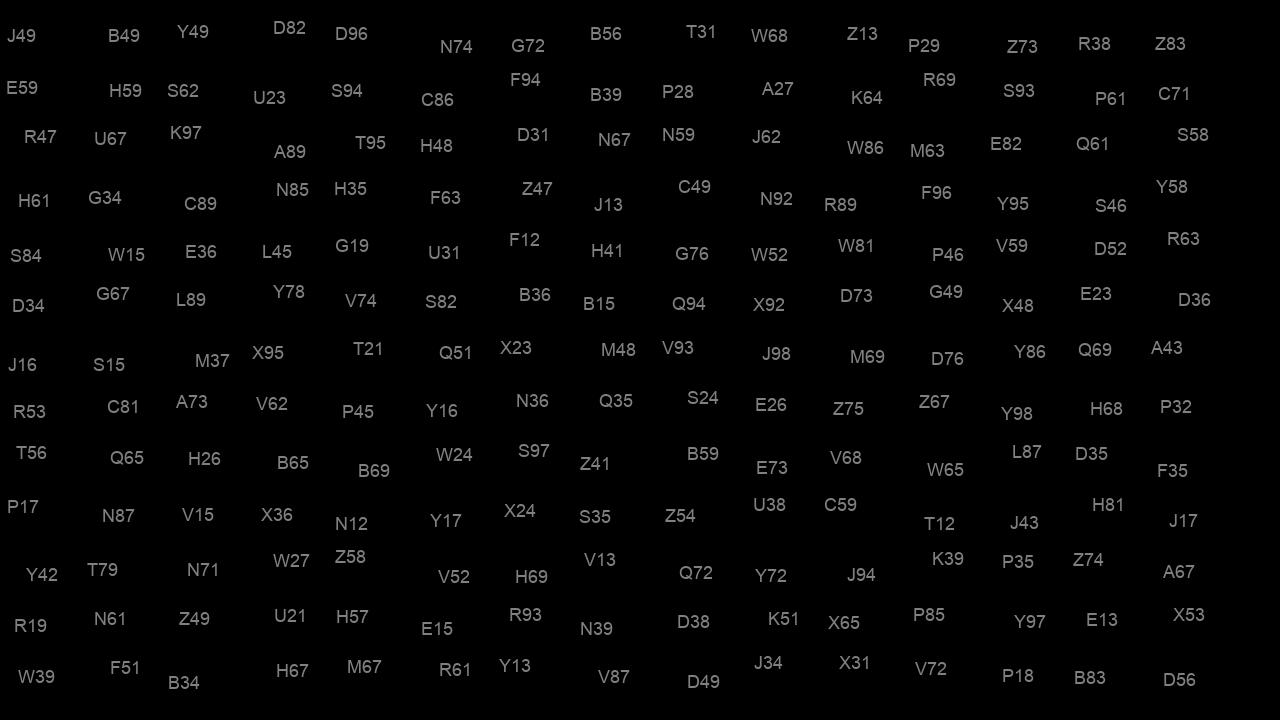 J49 B49 Y49 D82 D96 N74 G72 B56 T31 W68 Z13 P29 Z73 R38 Z83
E59 H59 S62 U23 S94 C86 F94 B39 P28 A27 K64 R69 S93 P61 C71
R47 U67 K97 A89 T95 H48 D31 N67 N59 J62 W86 M63 E82 Q61 S58
H61 G34 C89 N85 H35 F63 Z47 J13 C49 N92 R89 F96 Y95 S46 Y58
S84 W15 E36 L45 G19 U31 F12 H41 G76 W52 W81 P46 V59 D52 R63
D34 G67 L89 Y78 V74 S82 B36 B15 Q94 X92 D73 G49 X48 E23 D36
J16 S15 M37 X95 T21 Q51 X23 M48 V93 J98 M69 D76 Y86 Q69 A43
R53 C81 A73 V62 P45 Y16 N36 Q35 S24 E26 Z75 Z67 Y98 H68 P32
T56 Q65 H26 B65 B69 W24 S97 Z41 B59 E73 V68 W65 L87 D35 F35
P17 N87 V15 X36 N12 Y17 X24 S35 Z54 U38 C59 T12 J43 H81 J17
Y42 T79 N71 W27 Z58 V52 H69 V13 Q72 Y72 J94 K39 P35 Z74 A67
R19 N61 Z49 U21 H57 E15 R93 N39 D38 K51 X65 P85 Y97 E13 X53
W39 F51 B34 H67 M67 R61 Y13 V87 D49 J34 X31 V72 P18 B83 D56